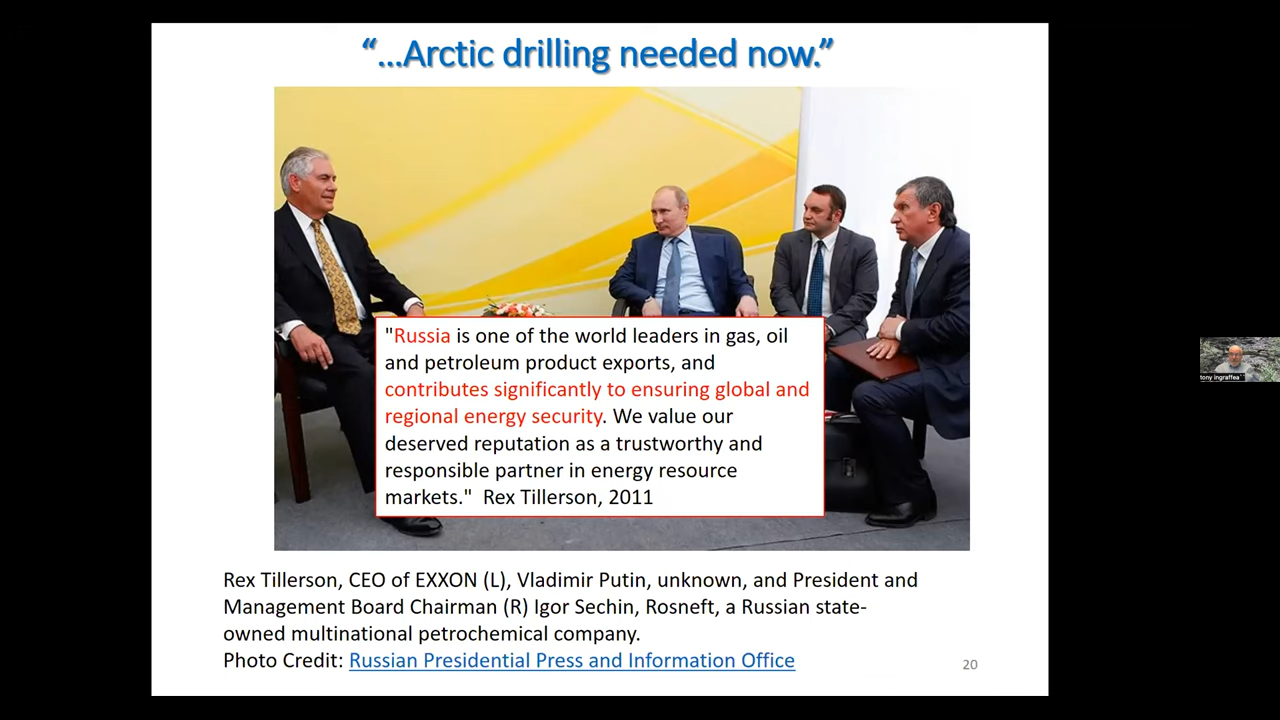 “...Arctic drilling needed now.”
"Russia is one of the world leaders in gas, oil
and petroleum product exports, and
contributes significantly to ensuring global and
regional energy security. We value our
deserved reputation as a trustworthy and
responsible partner in energy resource
markets." Rex Tillerson, 2011
Rex Tillerson, CEO of EXXON (L), Vladimir Putin, unknown, and President and
Management Board Chairman (R) Igor Sechin, Rosneft, a Russian state-
owned multinational petrochemical company.
Photo Credit: Russian Presidential Press and Information Office
20
tony ingraffea